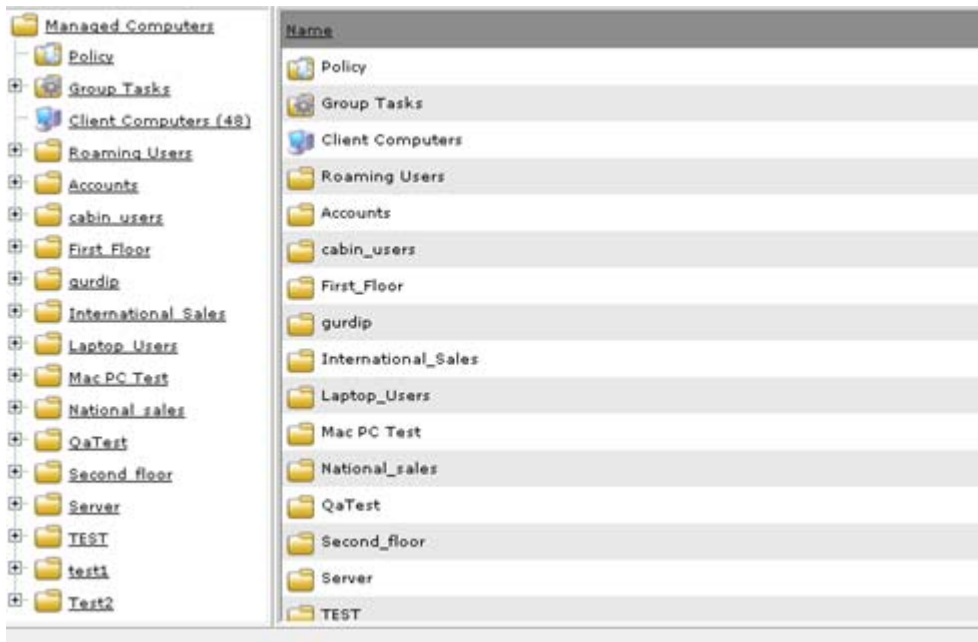 Managed Computers
Policy
Group Tasks
Client Computers (48)
Roaming Users
Accounts
cabin_users
First_Floor
gurdip
International_Sales
Laptop_Users
Mac PC Test
National_sales
QaTest
Second_floor
Server
TEST
test1
Test2
Name
Policy
Group Tasks
Client Computers
Roaming Users
Accounts
cabin_users
First_Floor
gurdip
International_Sales
Laptop_Users
Mac PC Test
National_sales
QaTest
Second_floor
Server
TEST